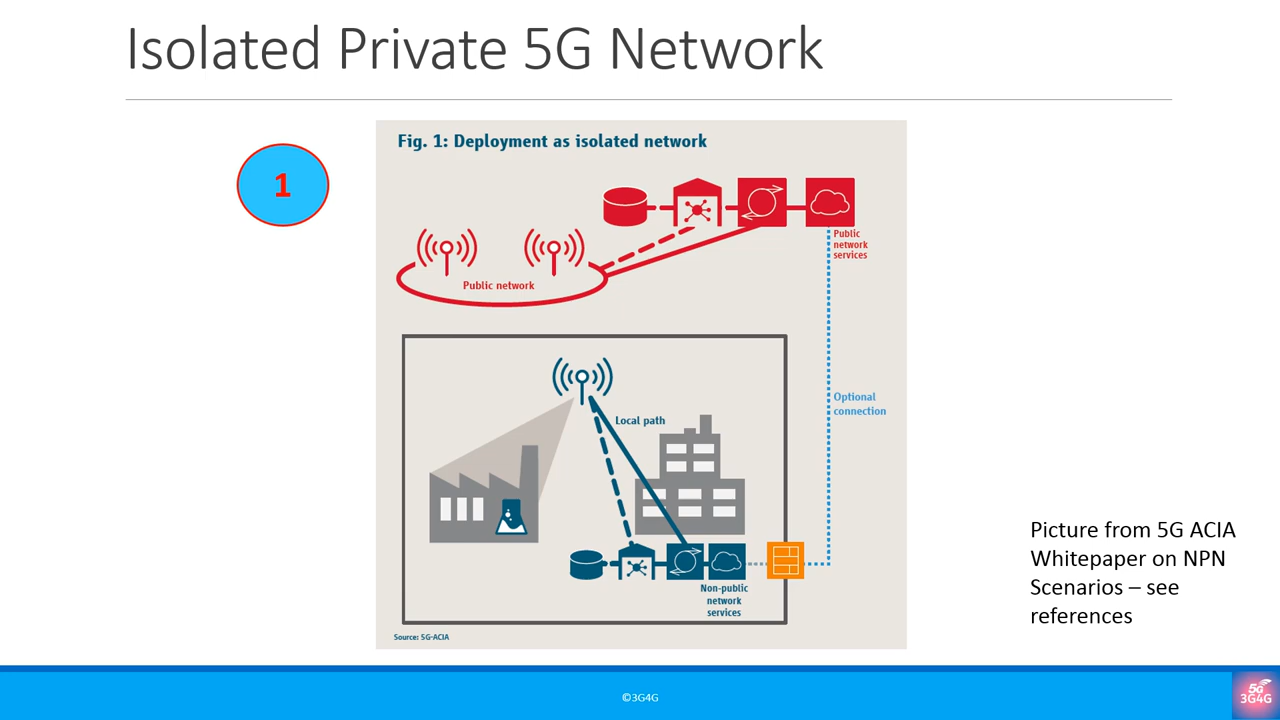 Isolated Private 5G Network
1
Fig. 1: Deployment as isolated network
Public
network
services
Public network
Optional
connection
Local path
Non-public
network
services
Source: 5G-ACIA
Picture from 5G ACIA
Whitepaper on NPN
Scenarios – see
references
©3G4G
5G
3G4G